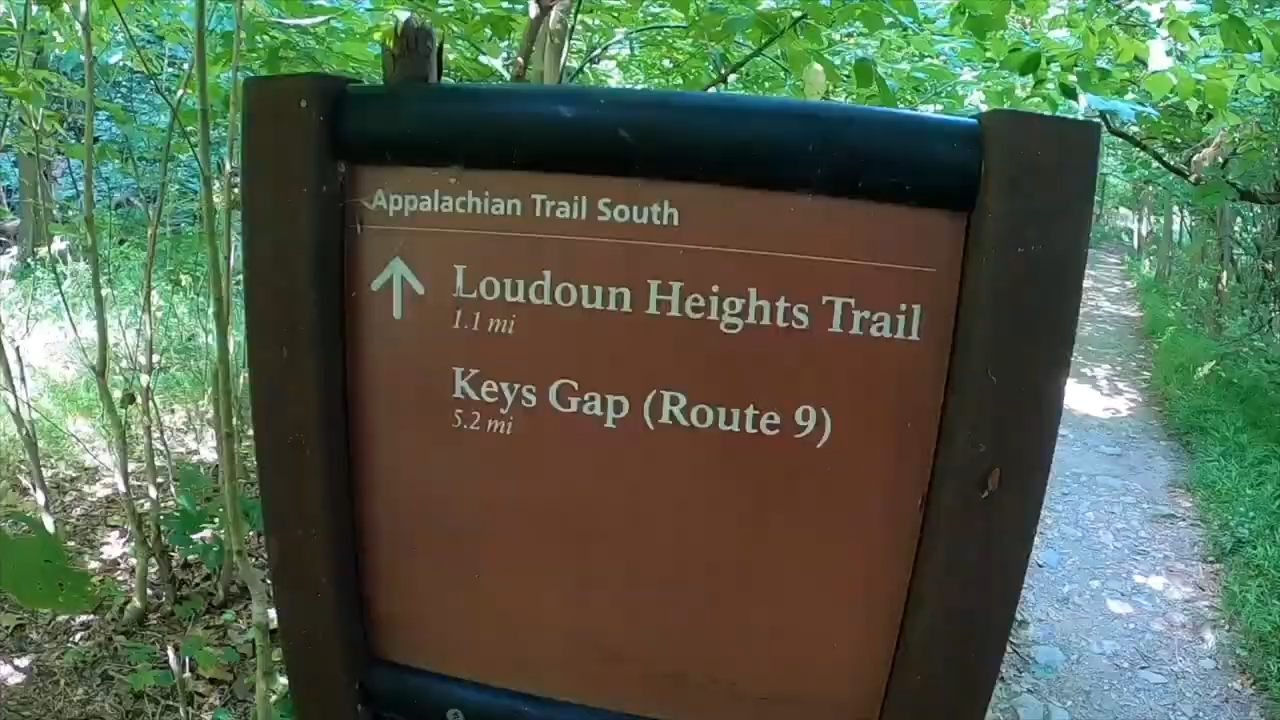 Appalachian Trail South
Loudoun Heights Trail
1.1 mi
Keys Gap (Route 9)
5.2 mi